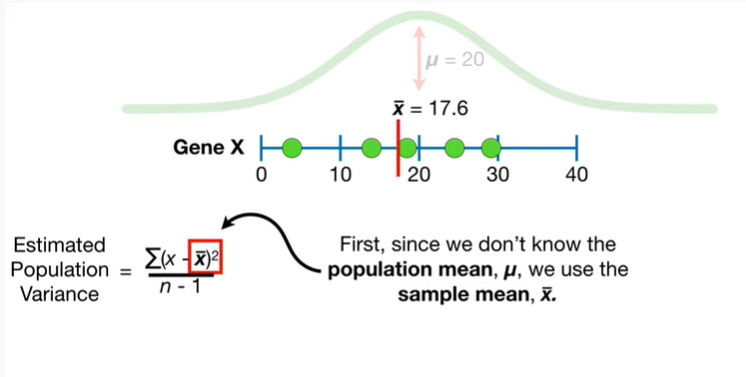 μ = 20
x̄ = 17.6
Gene X
0 10 20 30 40
Estimated
Population
Variance
=
∑(x - x̄)²
n - 1
First, since we don’t know the
population mean, μ, we use the
sample mean, x̄.